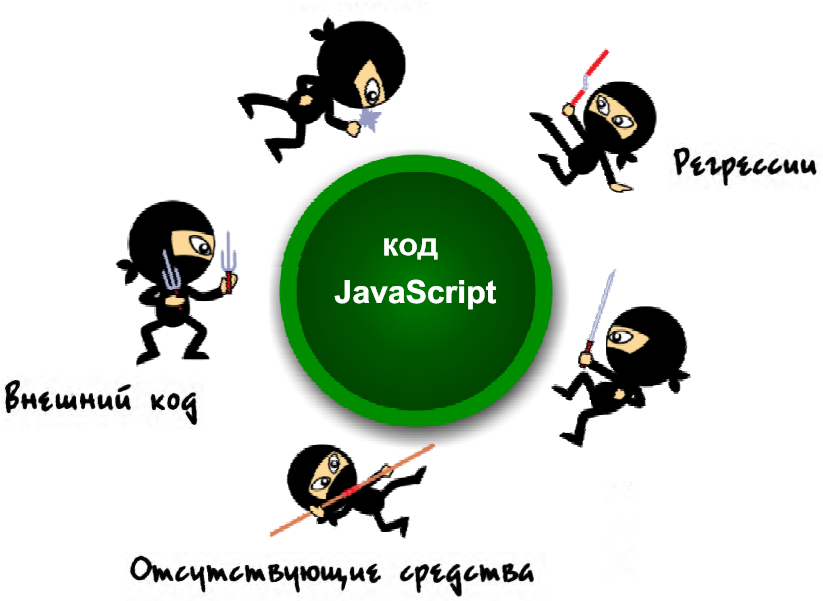 Регрессии
код
JavaScript
Внешний код
Отсутствующие средства